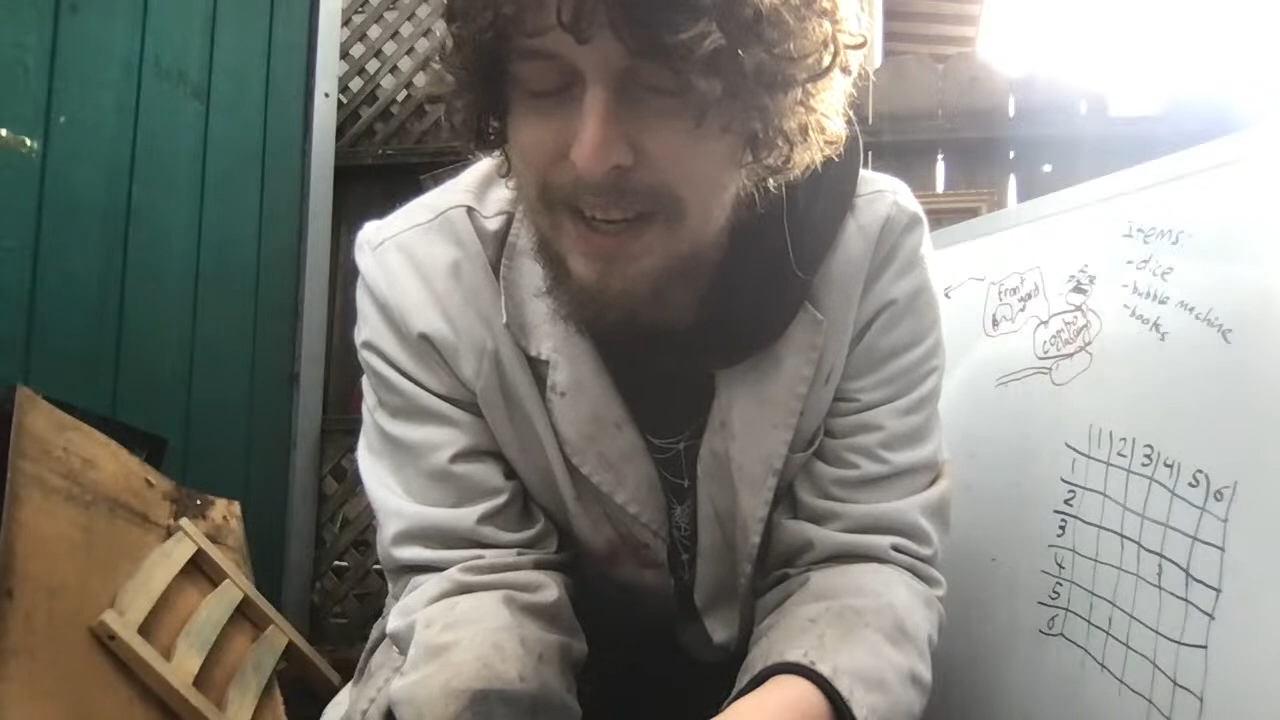 Items:
-dice
-bubble machine
-books
front
yard
combo
1 2 3 4 5 6
1
2
3
4
5
6